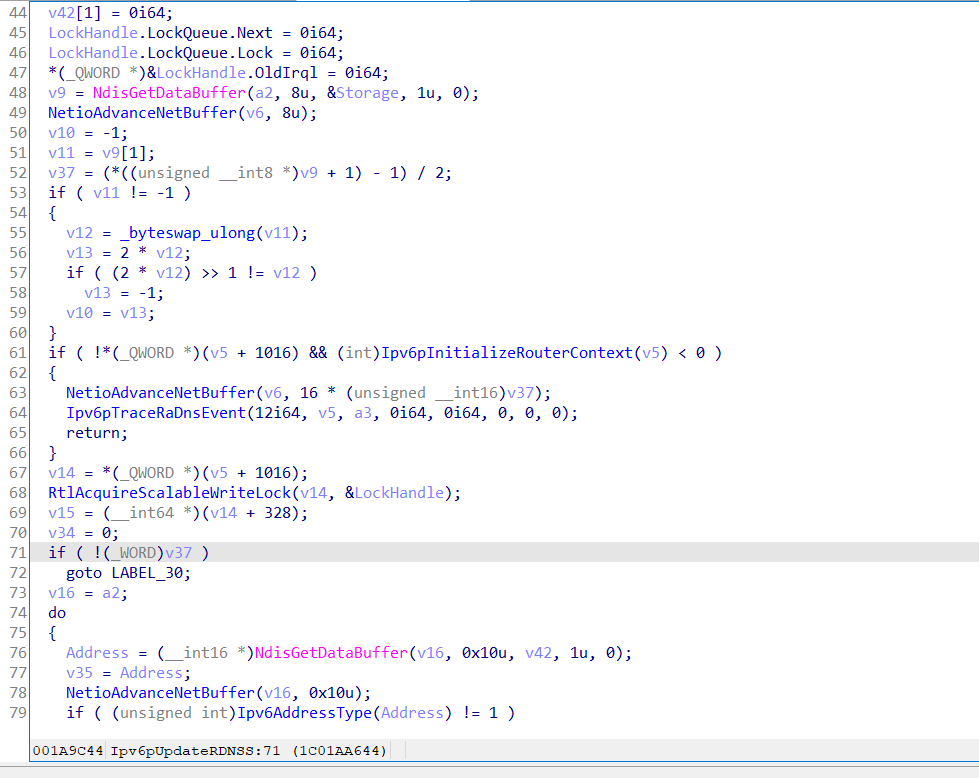 44 v42[1] = 0i64;
45 LockHandle.LockQueue.Next = 0i64;
46 LockHandle.LockQueue.Lock = 0i64;
47 *(_QWORD *)&LockHandle.OldIrql = 0i64;
48 v9 = NdisGetDataBuffer(a2, 8u, &Storage, 1u, 0);
49 NetioAdvanceNetBuffer(v6, 8u);
50 v10 = -1;
51 v11 = v9[1];
52 v37 = (*((unsigned __int8 *)v9 + 1) - 1) / 2;
53 if ( v11 != -1 )
54 {
55 v12 = _byteswap_ulong(v11);
56 v13 = 2 * v12;
57 if ( (2 * v12) >> 1 != v12 )
58 v13 = -1;
59 v10 = v13;
60 }
61 if ( !*(_QWORD *)(v5 + 1016) && (int)Ipv6pInitializeRouterContext(v5) < 0 )
62 {
63 NetioAdvanceNetBuffer(v6, 16 * (unsigned __int16)v37);
64 Ipv6pTraceRaDnsEvent(12i64, v5, a3, 0i64, 0i64, 0, 0, 0);
65 return;
66 }
67 v14 = *(_QWORD *)(v5 + 1016);
68 RtlAcquireScalableWriteLock(v14, &LockHandle);
69 v15 = (__int64 *)(v14 + 328);
70 v34 = 0;
71 if ( !(_WORD)v37 )
72 goto LABEL_30;
73 v16 = a2;
74 do
75 {
76 Address = (__int16 *)NdisGetDataBuffer(v16, 0x10u, v42, 1u, 0);
77 v35 = Address;
78 NetioAdvanceNetBuffer(v16, 0x10u);
79 if ( (unsigned int)Ipv6AddressType(Address) != 1 )
001A9C44 Ipv6pUpdateRDNSS:71 (1C01AA644)